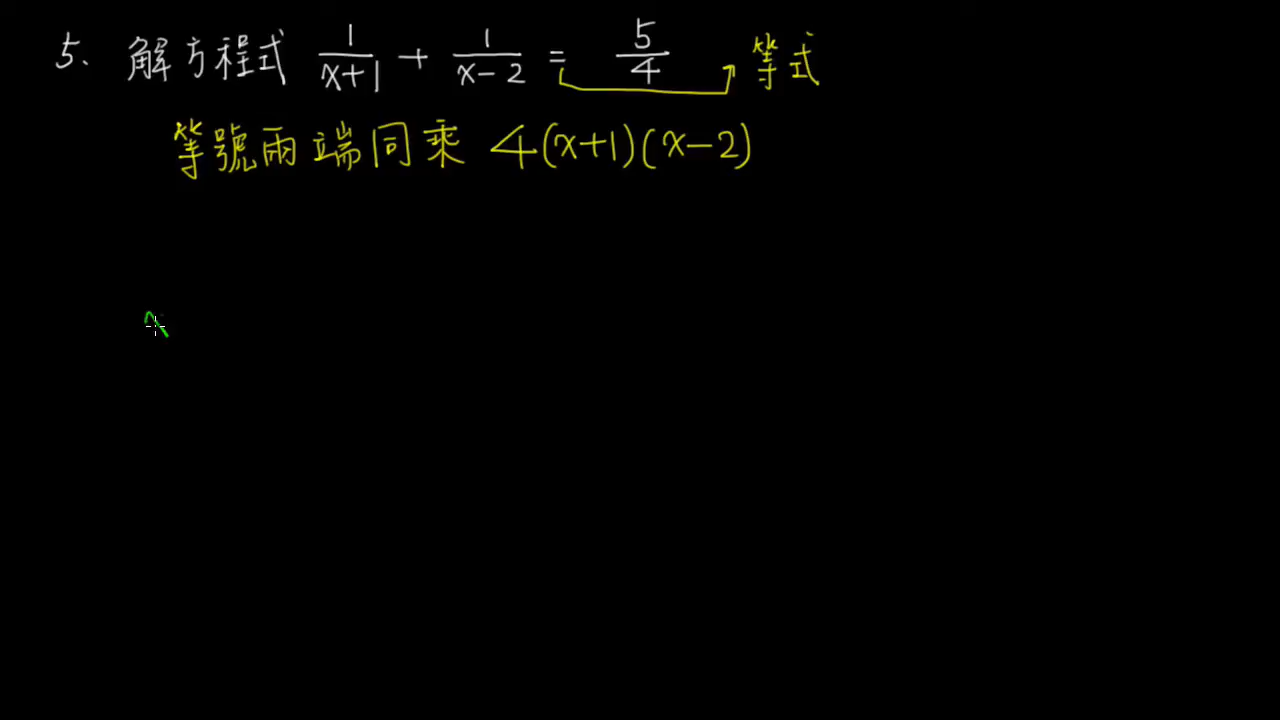 5. 解方程式 1/(x+1) + 1/(x-2) = 5/4 等式
等號兩端同乘 4(x+1)(x-2)